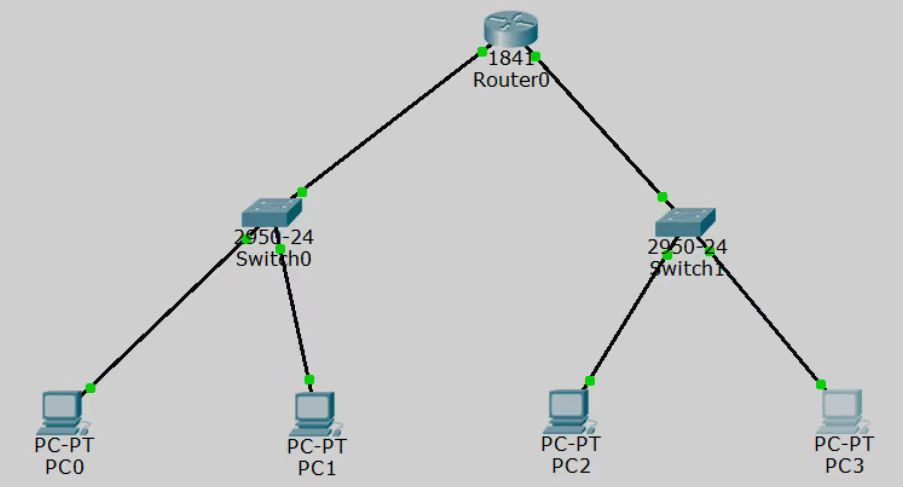 1841
Router0
2950-24
Switch0
2950-24
Switch1
PC-PT
PC0
PC-PT
PC1
PC-PT
PC2
PC-PT
PC3